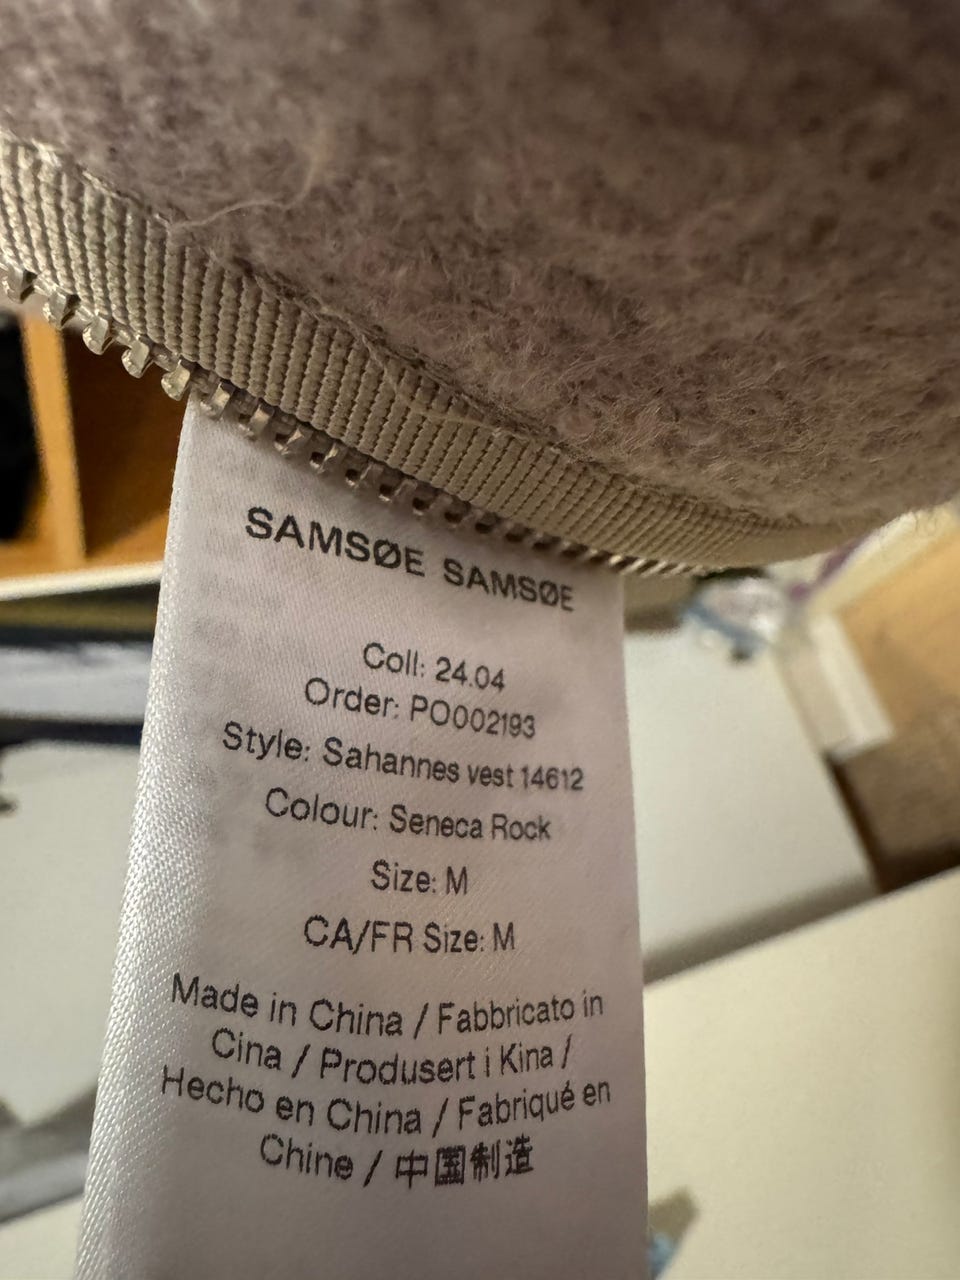 SAMSØE SAMSØE
Coll: 24.04
Order: PO002193
Style: Sahannes vest 14612
Colour: Seneca Rock
Size: M
CA/FR Size: M
Made in China / Fabbricato in
Cina / Produsert i Kina /
Hecho en China / Fabriqué en
Chine / 中国制造